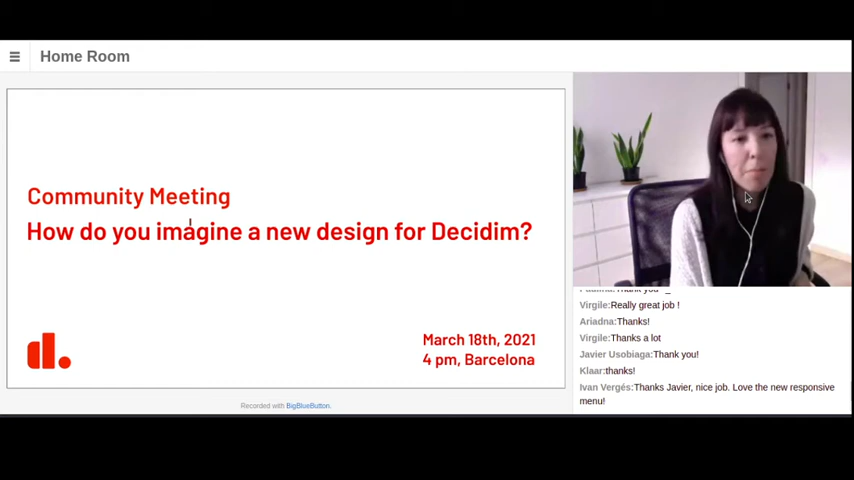 Home Room
Community Meeting
How do you imagine a new design for Decidim?
March 18th, 2021
4 pm, Barcelona
d.
Recorded with BigBlueButton.
Virgile:Really great job !
Ariadna:Thanks!
Virgile:Thanks a lot
Javier Usobiaga:Thank you!
Klaar:thanks!
Ivan Vergés:Thanks Javier, nice job. Love the new responsive
menu!